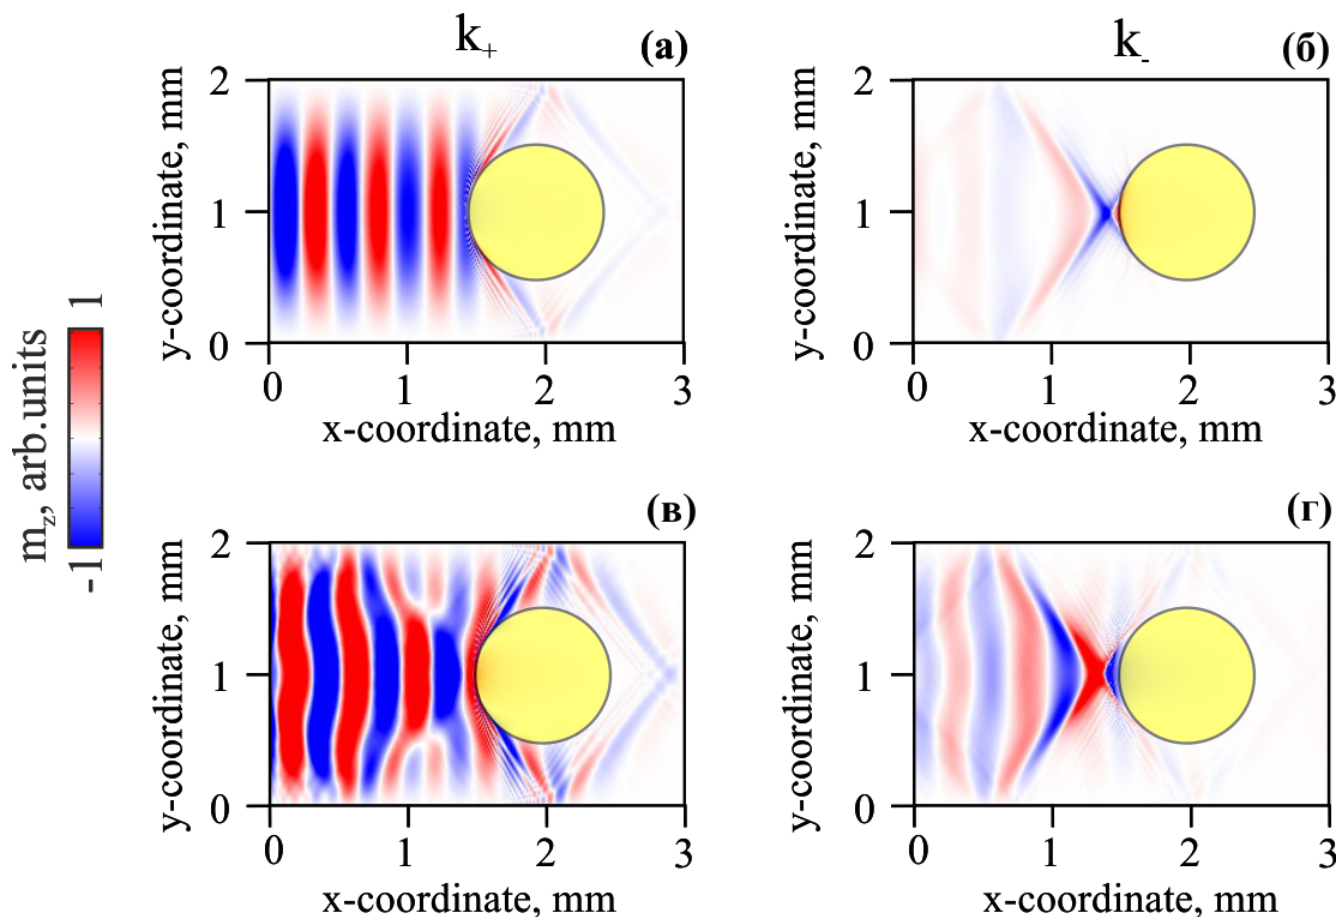 k₊
(а)
k₋
(б)
y-coordinate, mm
2
1
0
0 1 2 3
x-coordinate, mm
y-coordinate, mm
2
1
0
0 1 2 3
x-coordinate, mm
m_z, arb.units
1
-1
(в)
(г)
y-coordinate, mm
2
1
0
0 1 2 3
x-coordinate, mm
y-coordinate, mm
2
1
0
0 1 2 3
x-coordinate, mm